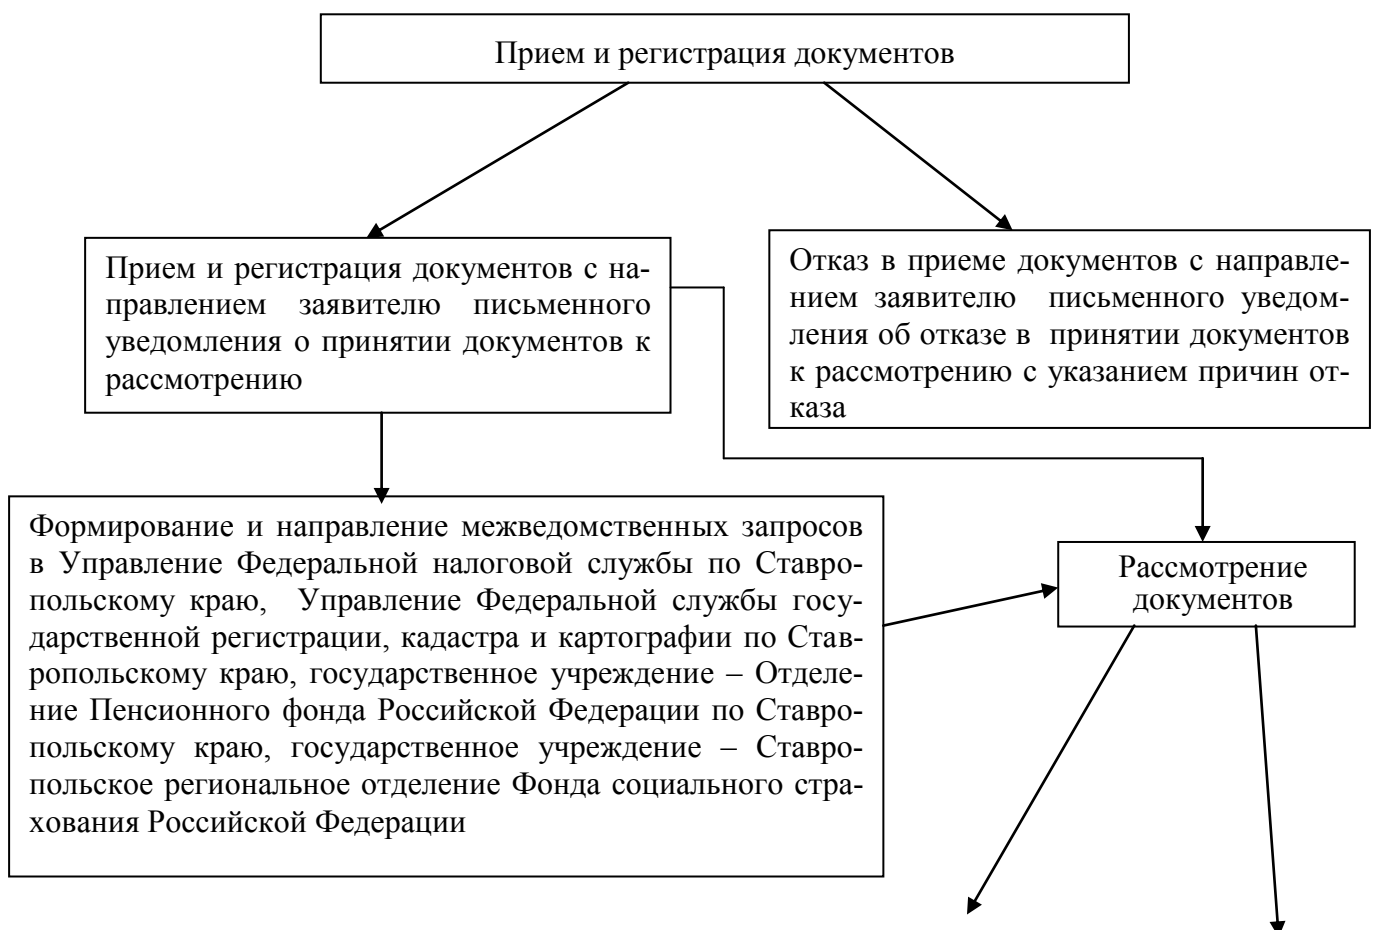 Прием и регистрация документов
Прием и регистрация документов с на-
правлением заявителю письменного
уведомления о принятии документов к
рассмотрению
Отказ в приеме документов с направле-
нием заявителю письменного уведом-
ления об отказе в принятии документов
к рассмотрению с указанием причин от-
каза
Формирование и направление межведомственных запросов
в Управление Федеральной налоговой службы по Ставро-
польскому краю, Управление Федеральной службы госу-
дарственной регистрации, кадастра и картографии по Став-
ропольскому краю, государственное учреждение – Отделе-
ние Пенсионного фонда Российской Федерации по Ставро-
польскому краю, государственное учреждение – Ставро-
польское региональное отделение Фонда социального стра-
хования Российской Федерации
Рассмотрение
документов